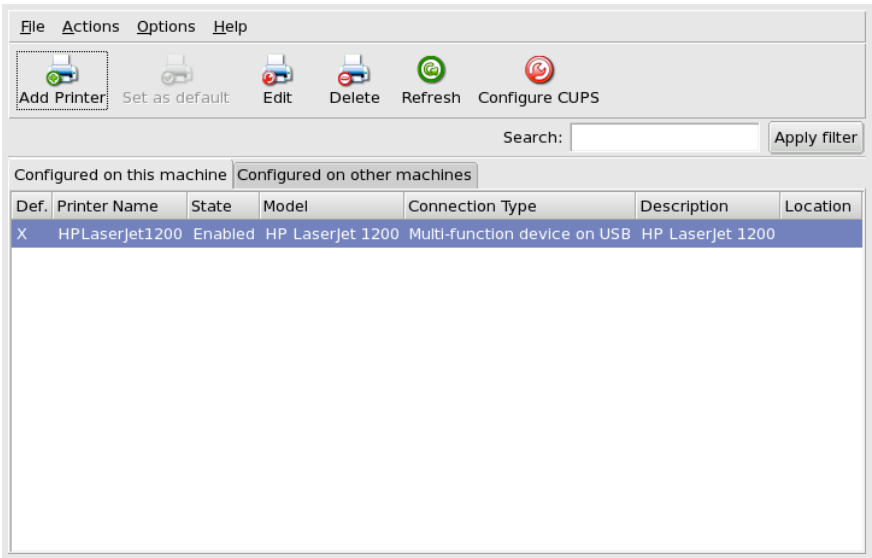 File Actions Options Help
Add Printer Set as default Edit Delete Refresh Configure CUPS
Search: Apply filter
Configured on this machine Configured on other machines
Def. Printer Name State Model Connection Type Description Location
X HPLaserJet1200 Enabled HP LaserJet 1200 Multi-function device on USB HP LaserJet 1200